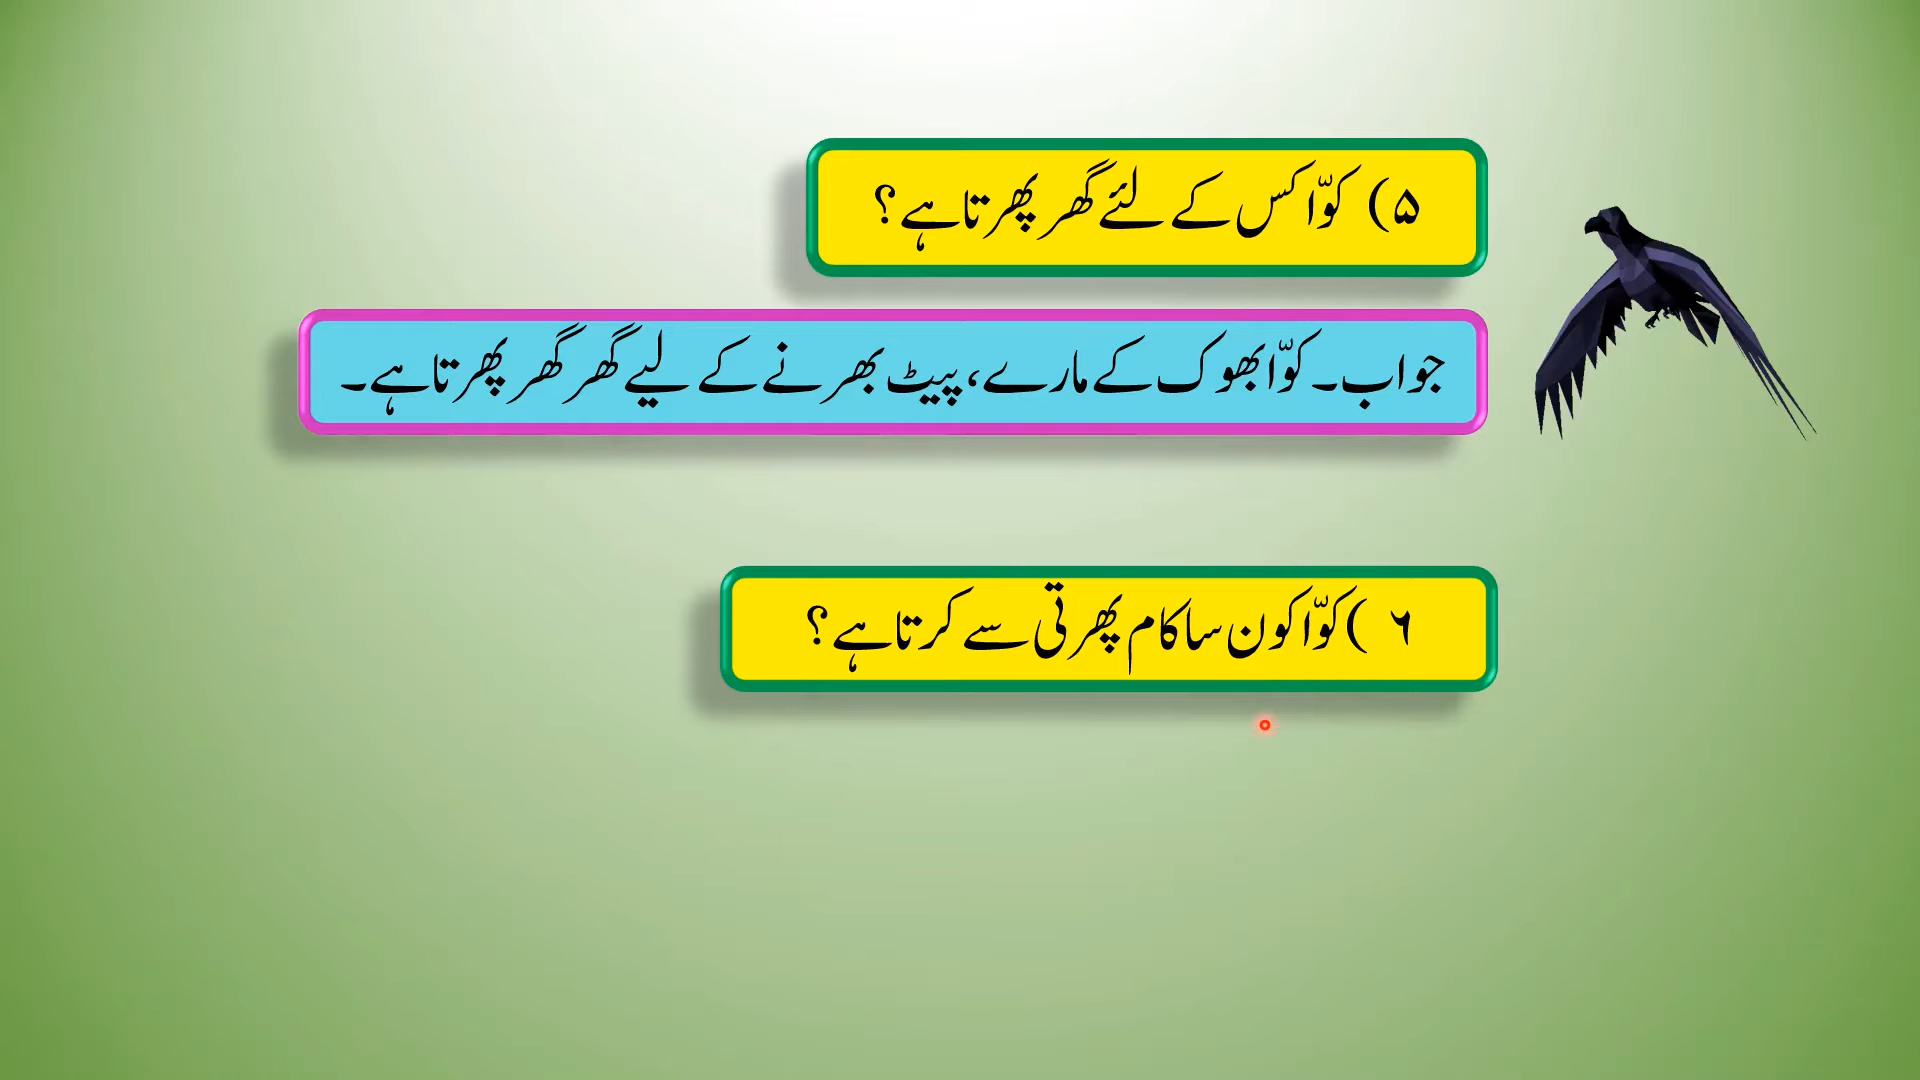 ۵) کوّا کس کے لئے گھر پھرتا ہے؟
جواب۔ کوّا بھوک کے مارے، پیٹ بھرنے کے لیے گھر گھر پھرتا ہے۔
۶ )کوّا کون سا کام پھرتی سے کرتا ہے؟